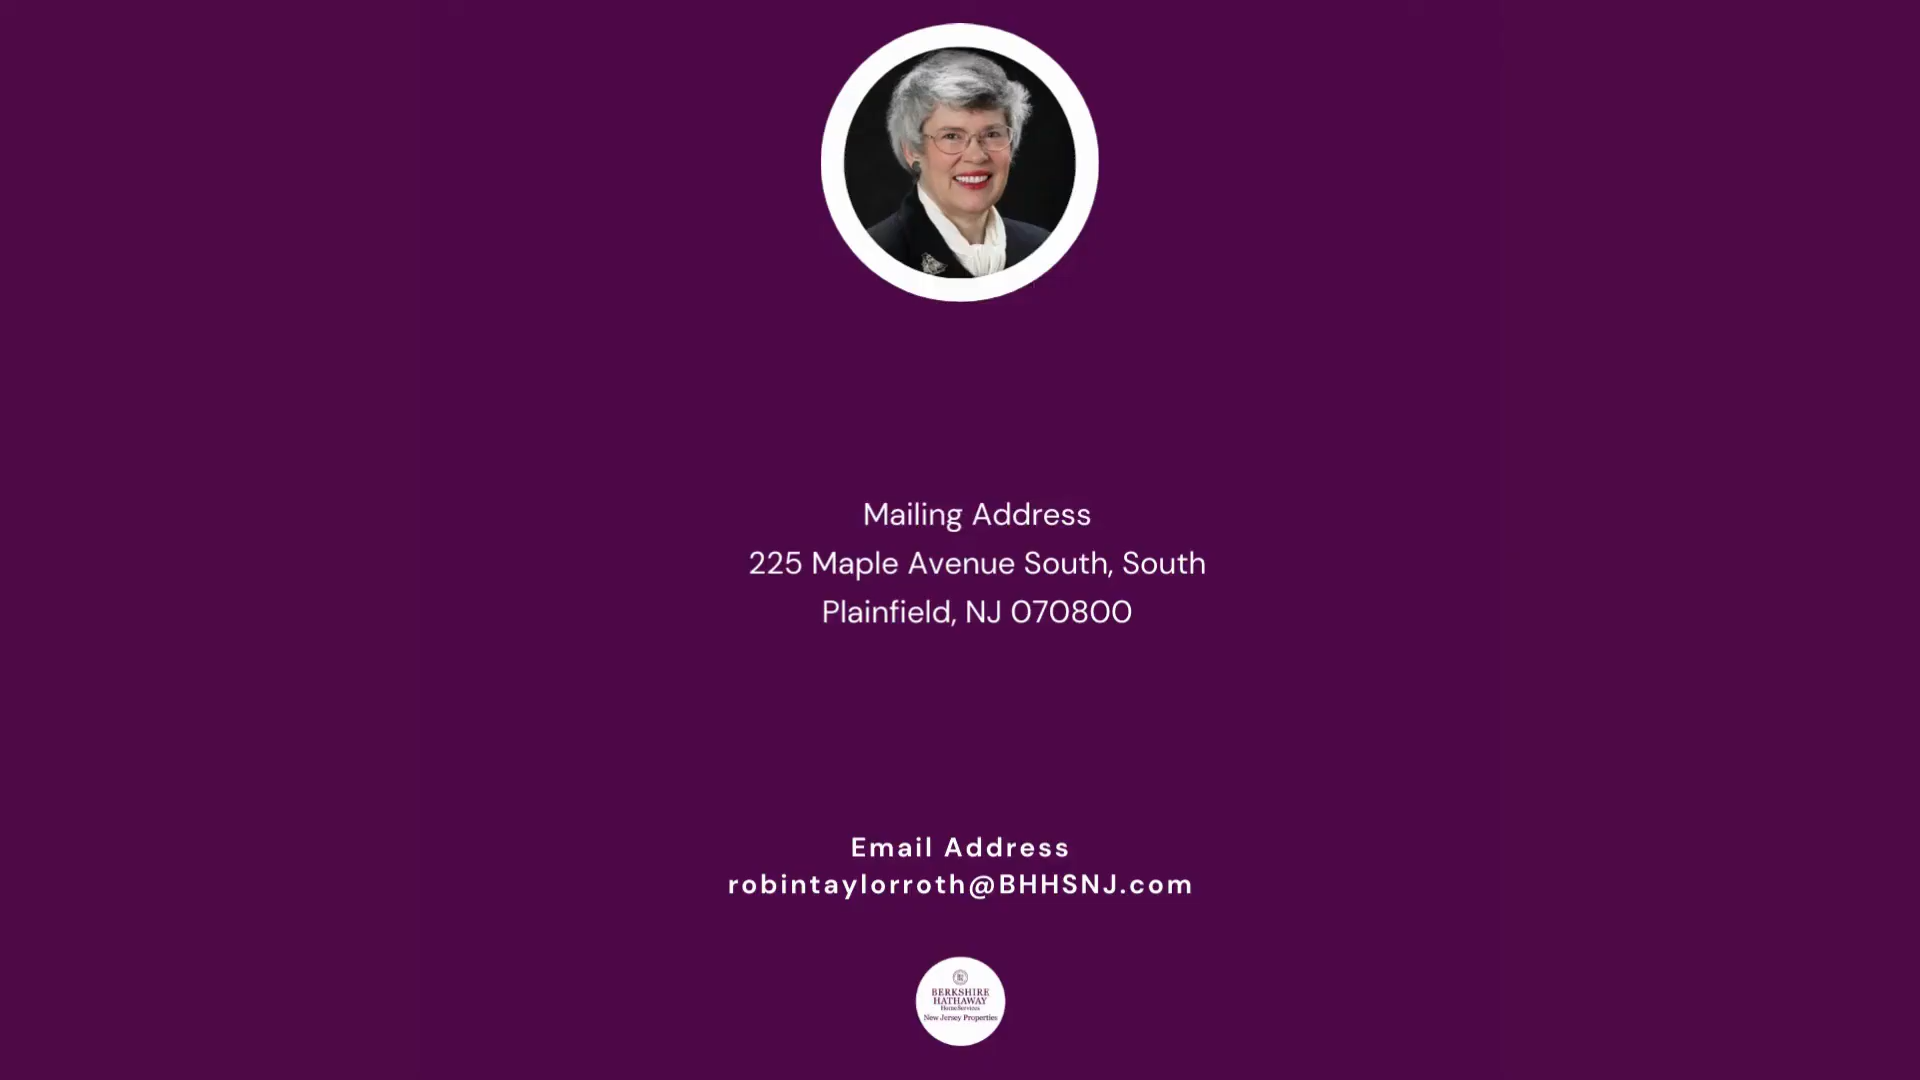 Mailing Address
225 Maple Avenue South, South
Plainfield, NJ 070800
Email Address
robintaylorroth@BHHSNJ.com
BERKSHIRE
HATHAWAY
HomeServices
New Jersey Properties